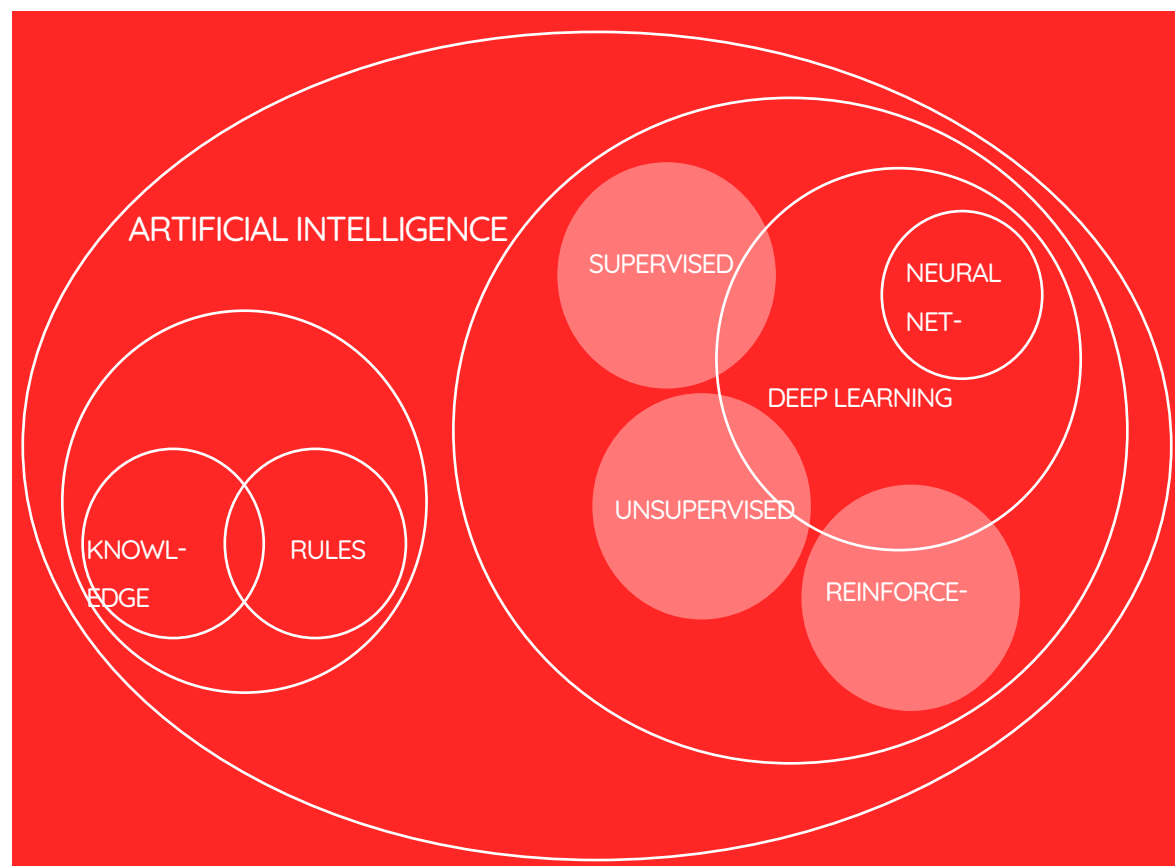 ARTIFICIAL INTELLIGENCE
SUPERVISED
NEURAL
NET-
DEEP LEARNING
UNSUPERVISED
KNOWL-
EDGE
RULES
REINFORCE-